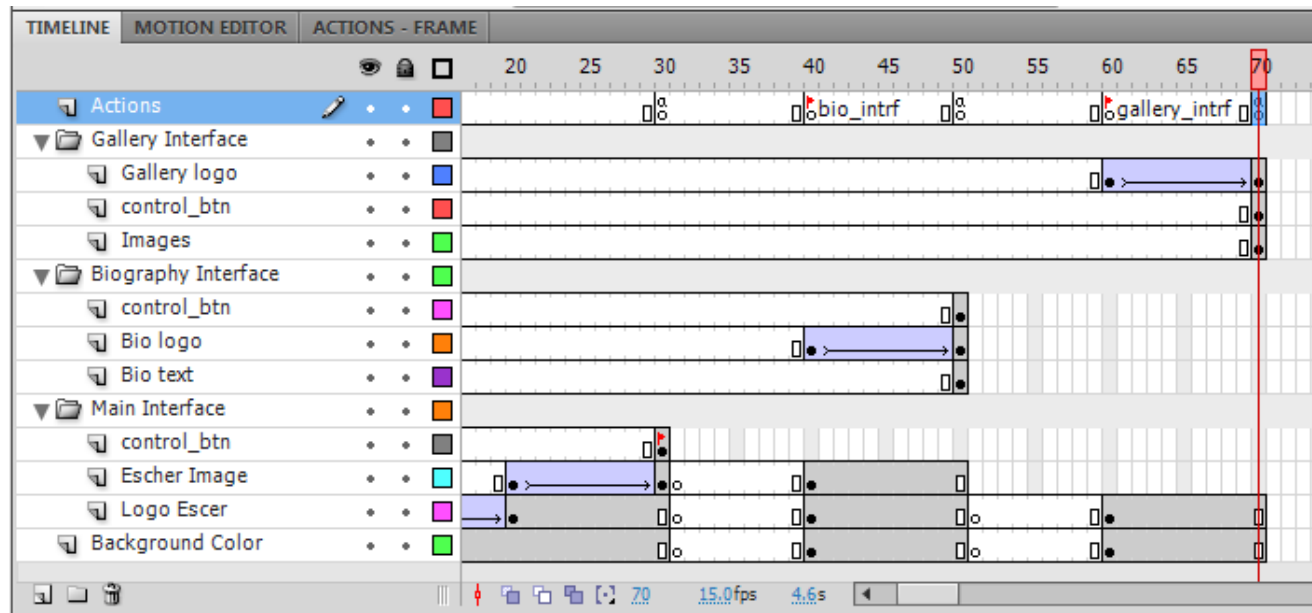 TIMELINE MOTION EDITOR ACTIONS - FRAME
20 25 30 35 40 45 50 55 60 65 70
Actions bio_intrf gallery_intrf
Gallery Interface
Gallery logo
control_btn
Images
Biography Interface
control_btn
Bio logo
Bio text
Main Interface
control_btn
Escher Image
Logo Escer
Background Color
70 15.0fps 4.6s